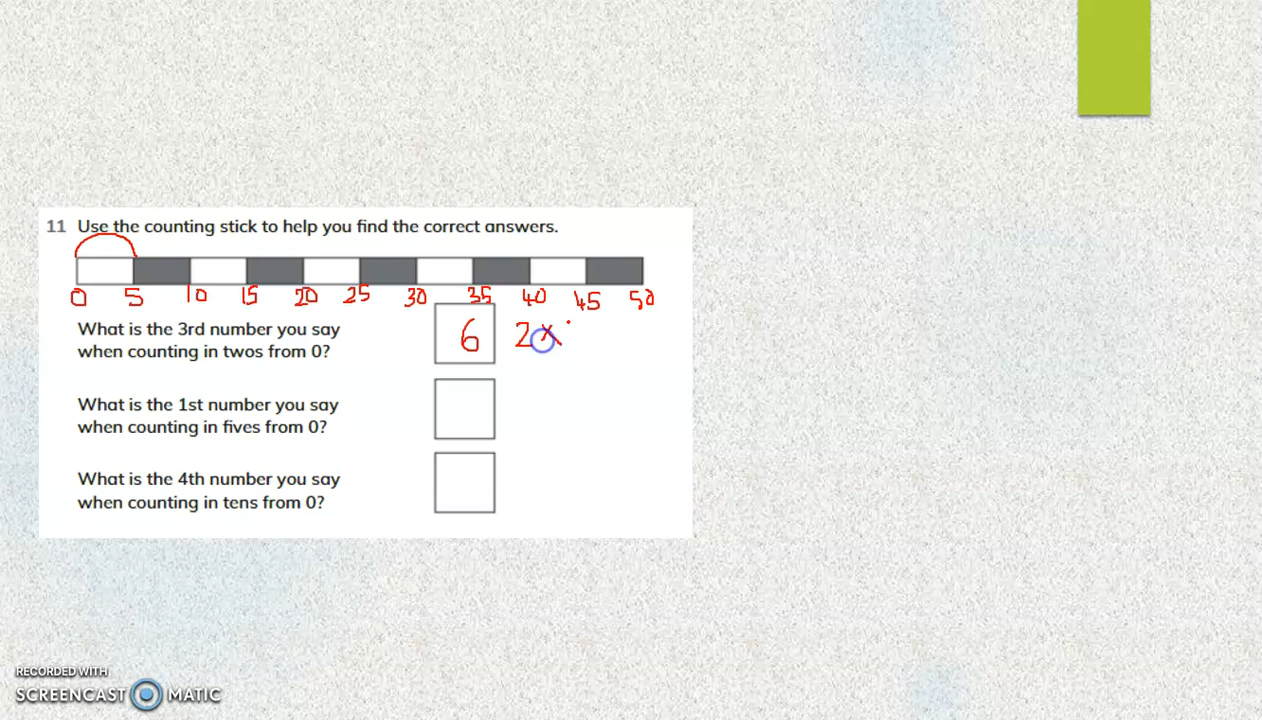 11 Use the counting stick to help you find the correct answers.
0 5 10 15 20 25 30 35 40 45 50
What is the 3rd number you say
when counting in twos from 0?
6 2×
What is the 1st number you say
when counting in fives from 0?
What is the 4th number you say
when counting in tens from 0?
RECORDED WITH
SCREENCAST MATIC